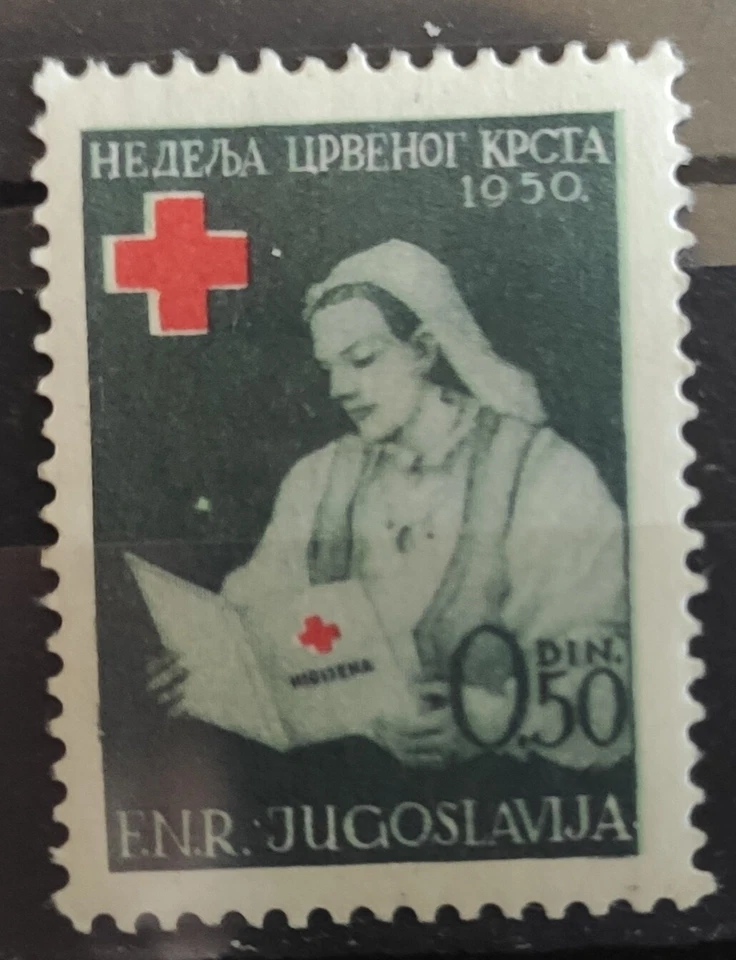 НЕДЕЉА ЦРВЕНОГ КРСТА
1950.
HIGIJENA
0.50 DIN.
F.N.R. JUGOSLAVIJA